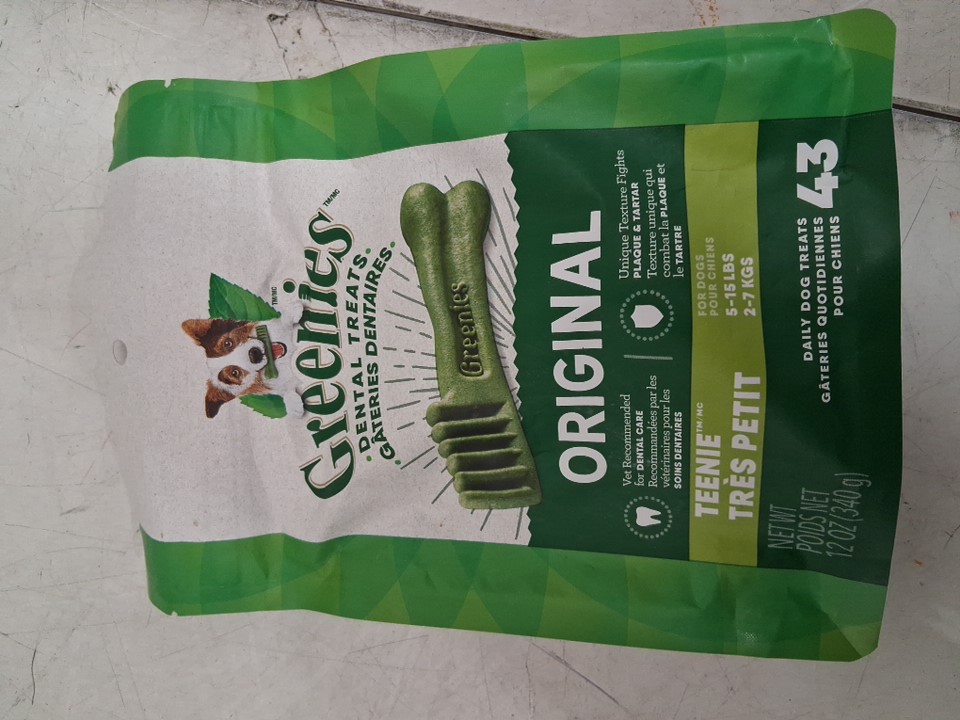 TM/MC
Greenies TM/MC
DENTAL TREATS
GÂTERIES DENTAIRES
Greenies
ORIGINAL
Vet Recommended
for DENTAL CARE
Recommandées par les
vétérinaires pour les
SOINS DENTAIRES
Unique Texture Fights
PLAQUE & TARTAR
Texture unique qui
combat la PLAQUE et
le TARTRE
TEENIE TM/MC
TRÈS PETIT
FOR DOGS
POUR CHIENS
5-15 LBS
2-7 KGS
NET WT
POIDS NET
12 OZ (340 g)
DAILY DOG TREATS
GÂTERIES QUOTIDIENNES
POUR CHIENS
43